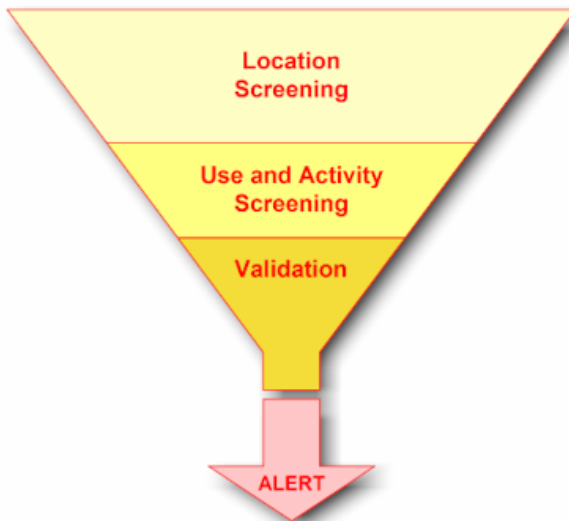 Location
Screening
Use and Activity
Screening
Validation
ALERT